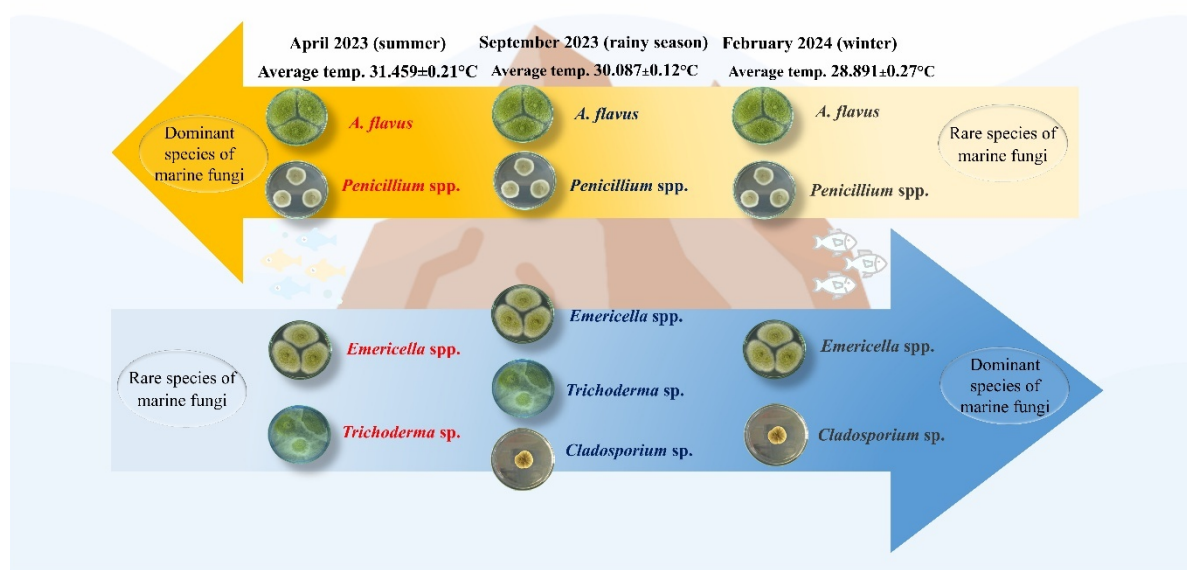 April 2023 (summer)
Average temp. 31.459±0.21°C
September 2023 (rainy season)
Average temp. 30.087±0.12°C
February 2024 (winter)
Average temp. 28.891±0.27°C
Dominant
species of
marine fungi
A. flavus
A. flavus
A. flavus
Rare species of
marine fungi
Penicillium spp.
Penicillium spp.
Penicillium spp.
Rare species of
marine fungi
Emericella spp.
Emericella spp.
Emericella spp.
Dominant
species of
marine fungi
Trichoderma sp.
Trichoderma sp.
Cladosporium sp.
Cladosporium sp.